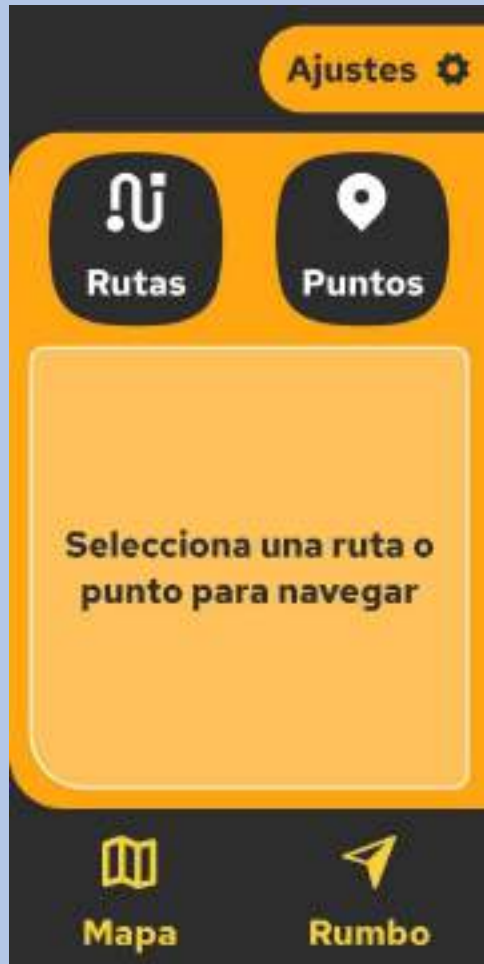 Ajustes
Rutas
Puntos
Selecciona una ruta o
punto para navegar
Mapa
Rumbo